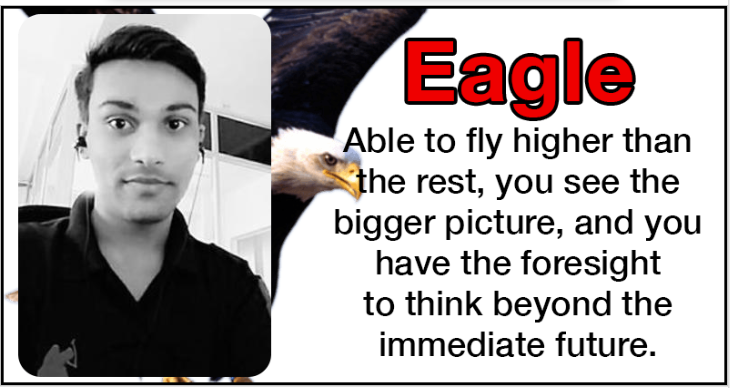 Eagle
Able to fly higher than
the rest, you see the
bigger picture, and you
have the foresight
to think beyond the
immediate future.